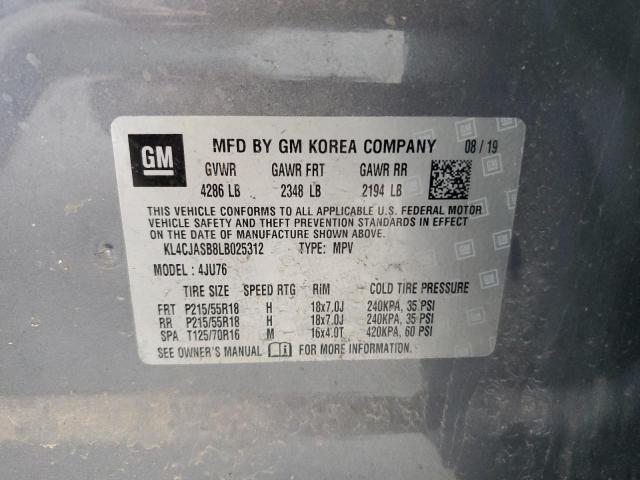 GM
MFD BY GM KOREA COMPANY 08/19
GVWR GAWR FRT GAWR RR
4286 LB 2348 LB 2194 LB
THIS VEHICLE CONFORMS TO ALL APPLICABLE U.S. FEDERAL MOTOR
VEHICLE SAFETY AND THEFT PREVENTION STANDARDS IN EFFECT
ON THE DATE OF MANUFACTURE SHOWN ABOVE.
KL4CJASB8LB025312 TYPE: MPV
MODEL: 4JU76
TIRE SIZE SPEED RTG RIM COLD TIRE PRESSURE
FRT P215/55R18 H 18x7.0J 240KPA, 35 PSI
RR P215/55R18 H 18x7.0J 240KPA, 35 PSI
SPA T125/70R16 M 16x4.0T 420KPA, 60 PSI
SEE OWNER'S MANUAL FOR MORE INFORMATION.